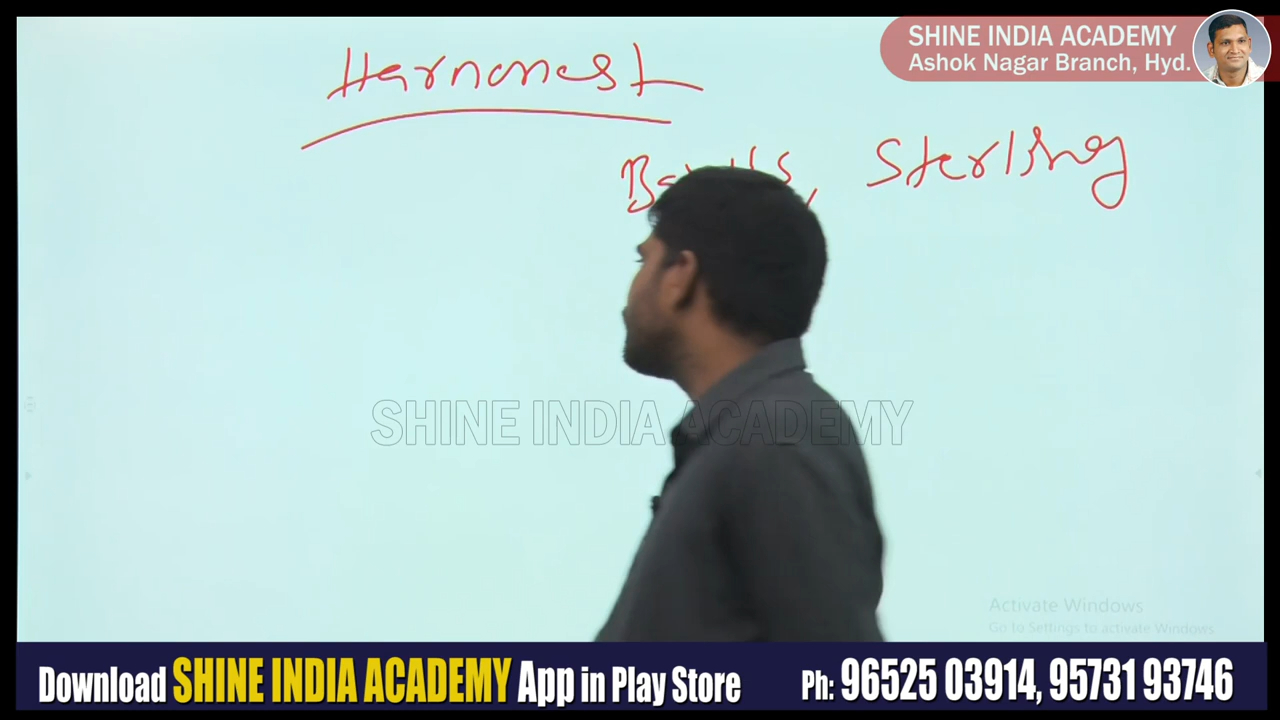 SHINE INDIA ACADEMY
Ashok Nagar Branch, Hyd.
Harnonest
Sterling
SHINE INDIA ACADEMY
Activate Windows
Go to Settings to activate Windows
Download SHINE INDIA ACADEMY App in Play Store
Ph: 96525 03914, 95731 93746